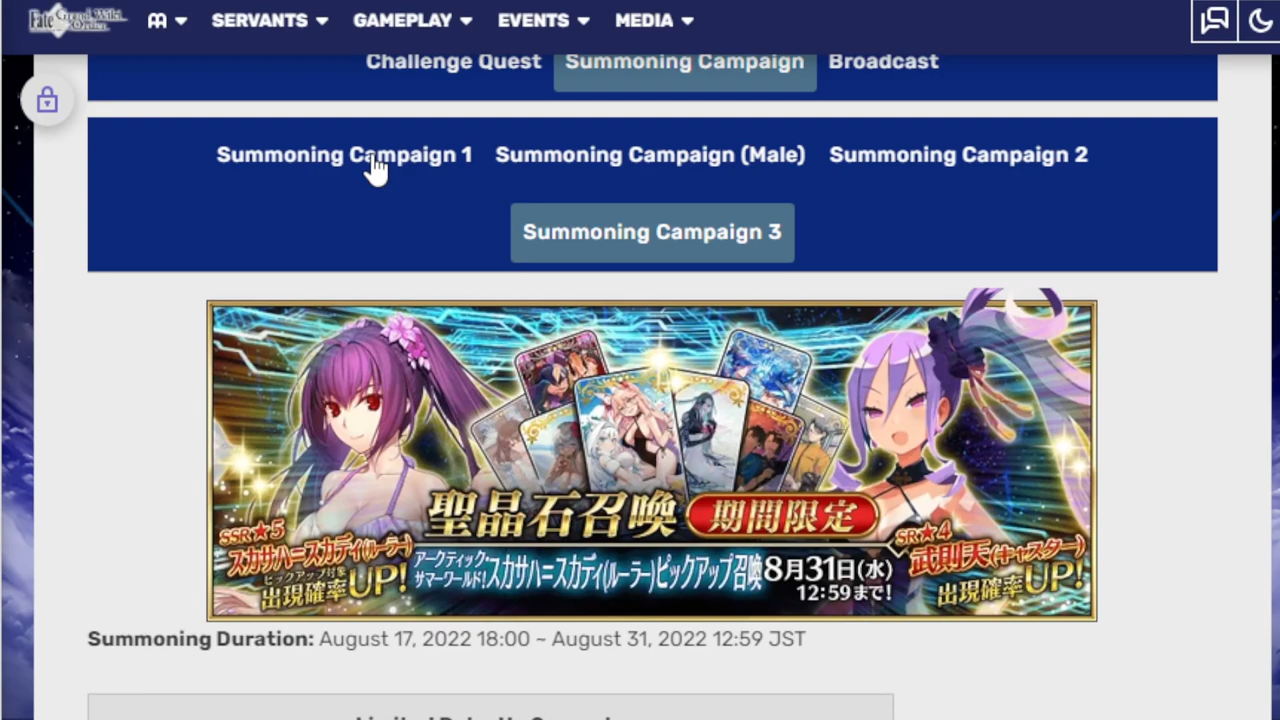 Fate Grand Wiki Order
SERVANTS GAMEPLAY EVENTS MEDIA
Challenge Quest Summoning Campaign Broadcast
Summoning Campaign 1 Summoning Campaign (Male) Summoning Campaign 2
Summoning Campaign 3
聖晶石召喚 期間限定
SSR★5
スカサハ=スカディ(ルーラー)
ピックアップ対象
出現確率UP!
アークティック・
サマーワールド!スカサハ=スカディ(ルーラー)ピックアップ召喚
8月31日(水)
12:59まで!
SR★4
武則天(キャスター)
出現確率UP!
Summoning Duration: August 17, 2022 18:00 ~ August 31, 2022 12:59 JST